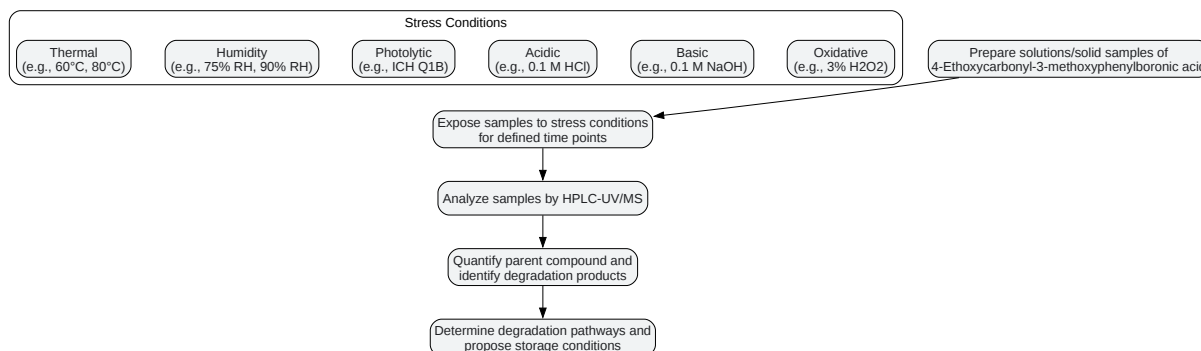 Stress Conditions
Thermal
(e.g., 60°C, 80°C)
Humidity
(e.g., 75% RH, 90% RH)
Photolytic
(e.g., ICH Q1B)
Acidic
(e.g., 0.1 M HCl)
Basic
(e.g., 0.1 M NaOH)
Oxidative
(e.g., 3% H2O2)
Prepare solutions/solid samples of
4-Ethoxycarbonyl-3-methoxyphenylboronic acid
Expose samples to stress conditions
for defined time points
Analyze samples by HPLC-UV/MS
Quantify parent compound and
identify degradation products
Determine degradation pathways and
propose storage conditions